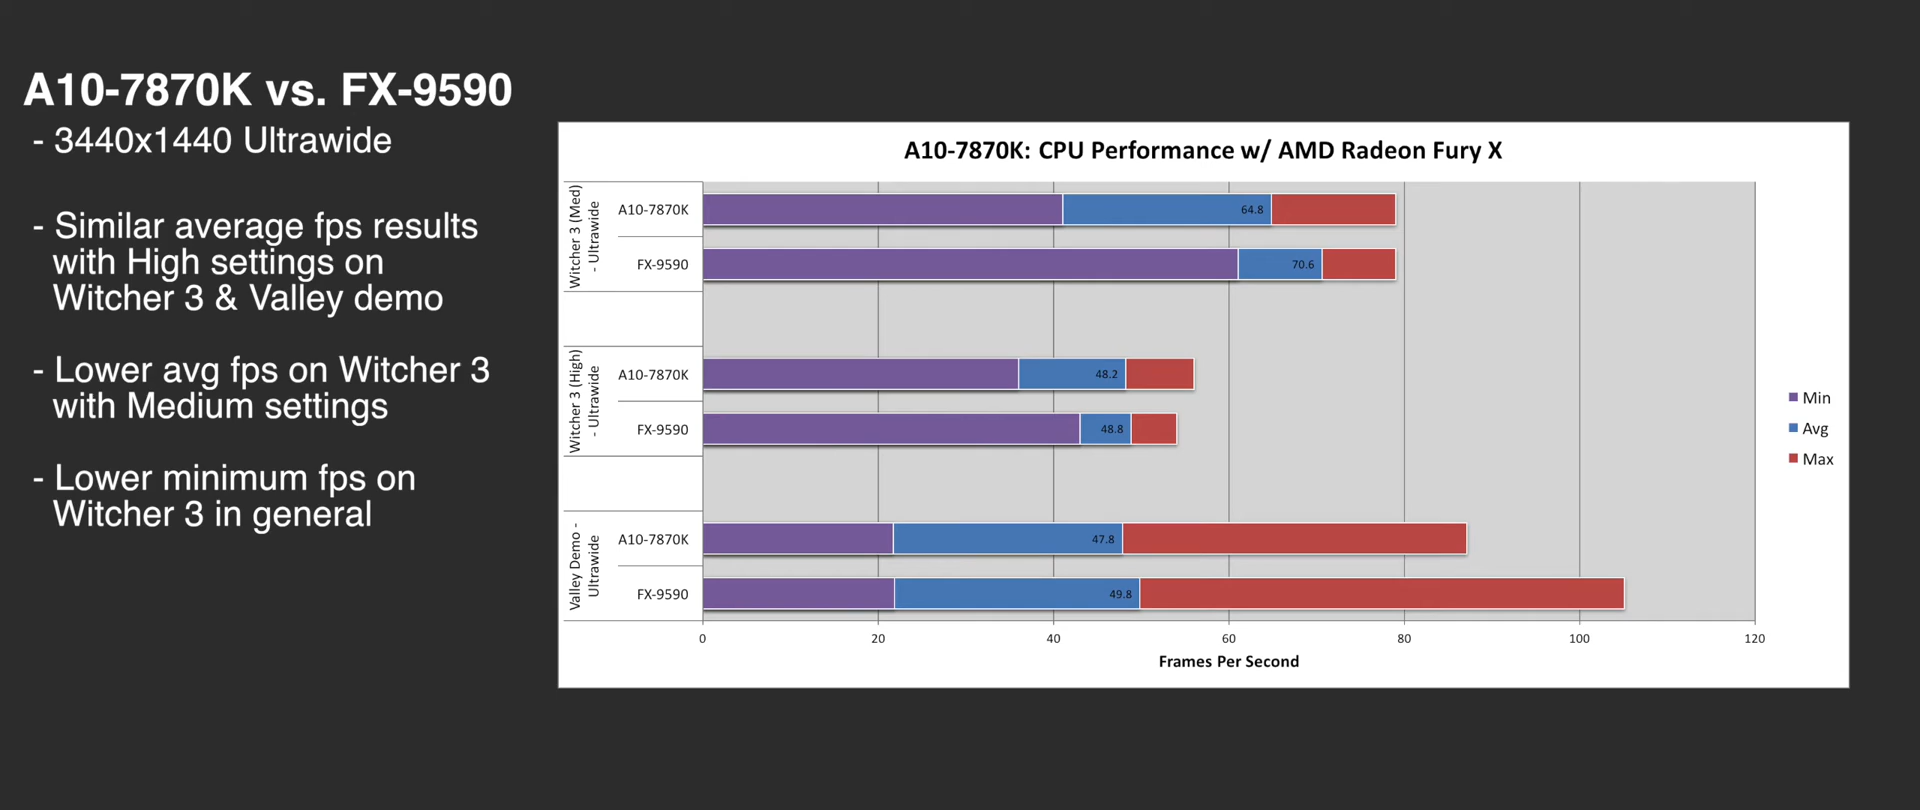 A10-7870K vs. FX-9590
- 3440x1440 Ultrawide
- Similar average fps results
with High settings on
Witcher 3 & Valley demo
- Lower avg fps on Witcher 3
with Medium settings
- Lower minimum fps on
Witcher 3 in general
A10-7870K: CPU Performance w/ AMD Radeon Fury X
Witcher 3 (Med)
- Ultrawide
A10-7870K
64.8
FX-9590
70.6
Witcher 3 (High)
- Ultrawide
A10-7870K
48.2
FX-9590
48.8
Valley Demo -
Ultrawide
A10-7870K
47.8
FX-9590
49.8
0 20 40 60 80 100 120
Frames Per Second
Min
Avg
Max